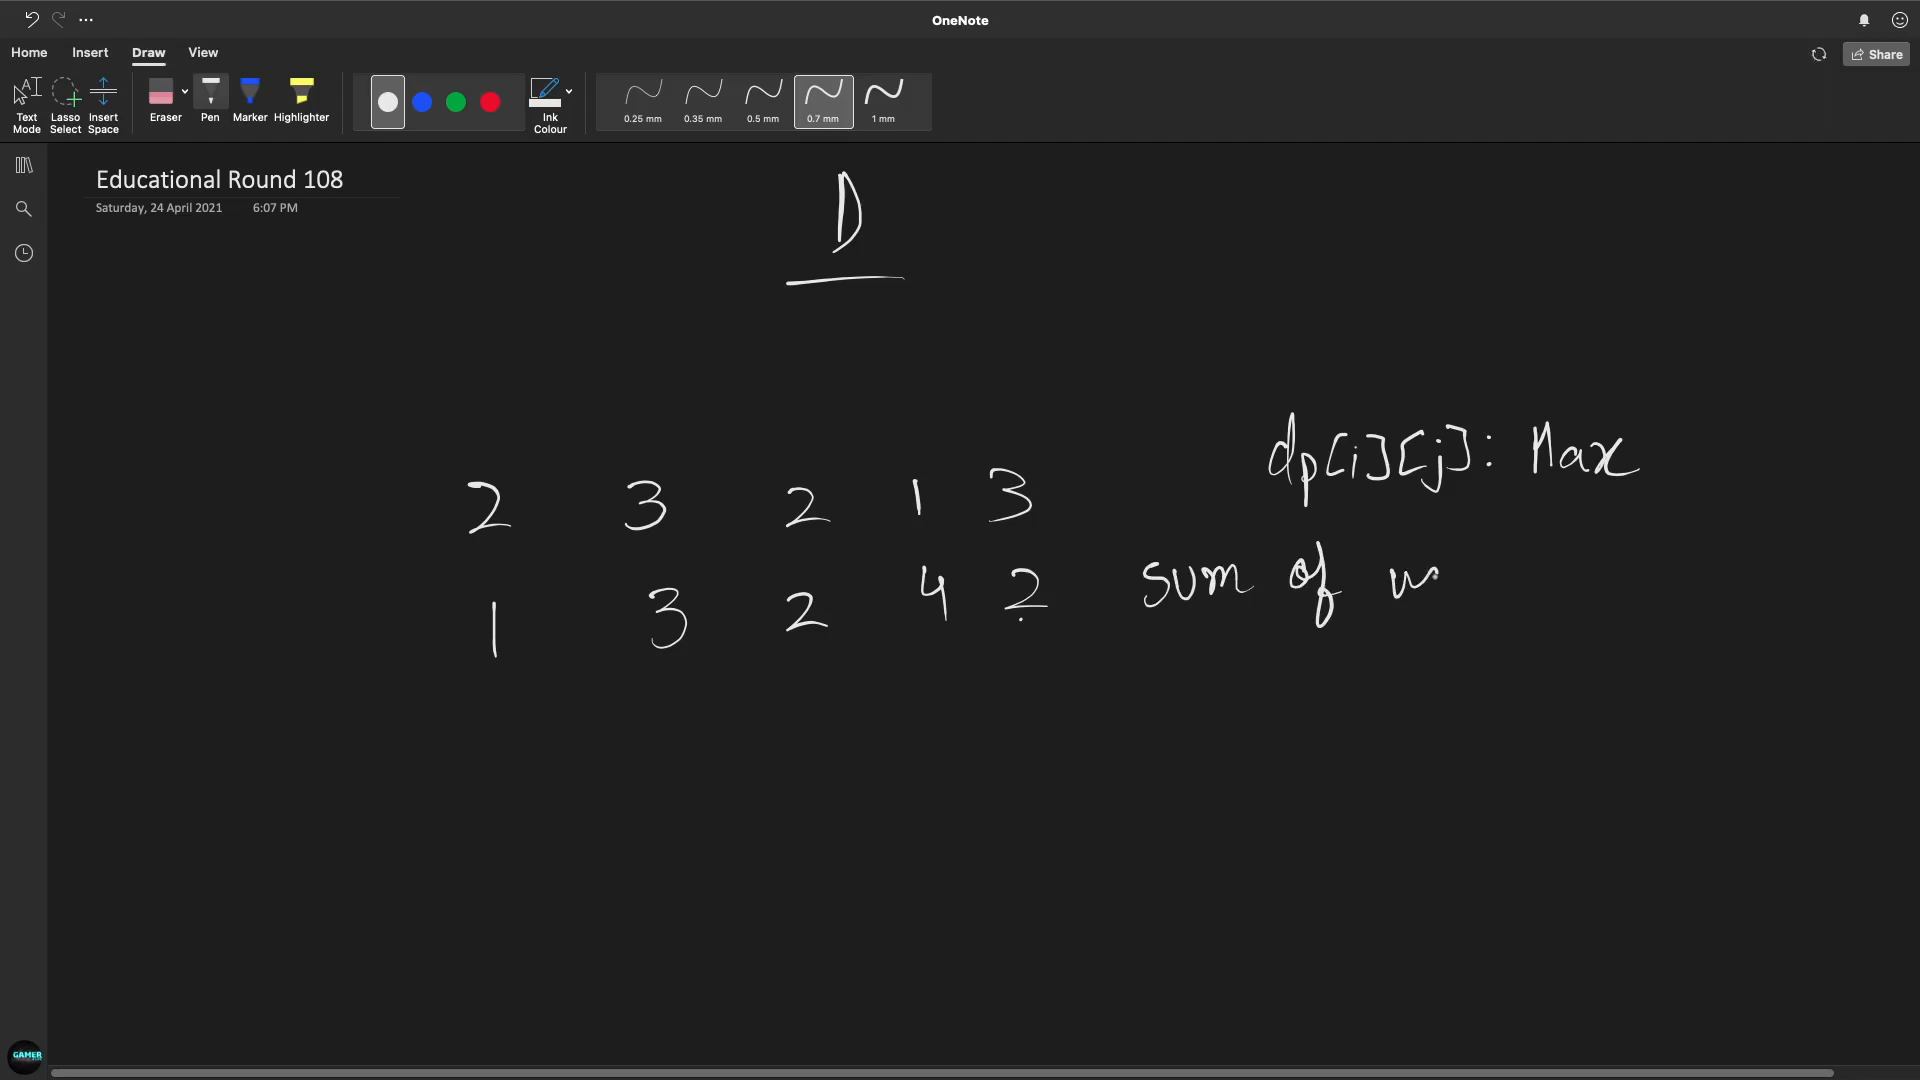 OneNote
Home Insert Draw View
Share
Text Mode
Lasso Select
Insert Space
Eraser
Pen
Marker
Highlighter
Ink Colour
0.25 mm
0.35 mm
0.5 mm
0.7 mm
1 mm
Educational Round 108
Saturday, 24 April 2021 6:07 PM
D
dp[i][j]: Max
2 3 2 1 3
sum of
1 3 2 4 2
GAMER